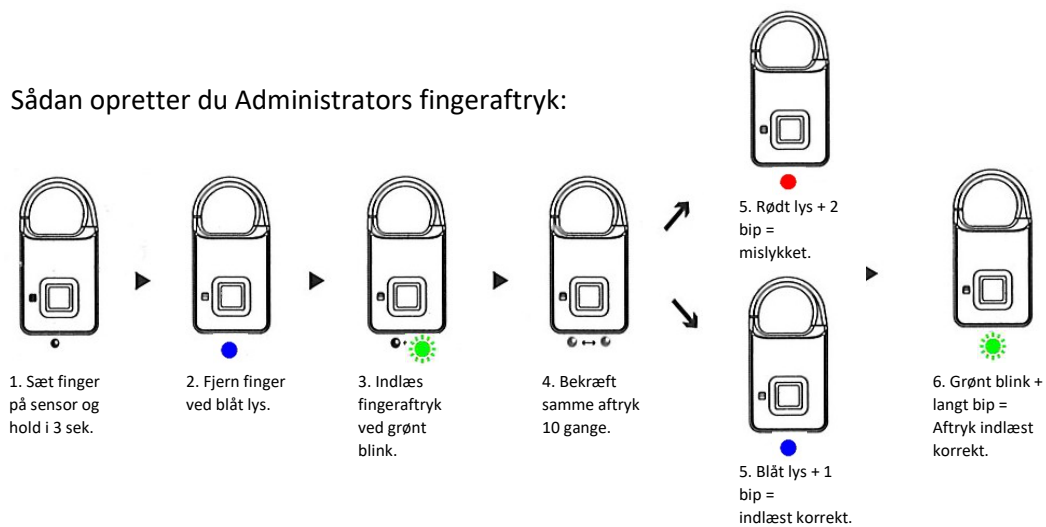 Sådan opretter du Administrators fingeraftryk:
1. Sæt finger
på sensor og
hold i 3 sek.
2. Fjern finger
ved blåt lys.
3. Indlæs
fingeraftryk
ved grønt
blink.
4. Bekræft
samme aftryk
10 gange.
5. Rødt lys + 2
bip =
mislykket.
5. Blåt lys + 1
bip =
indlæst korrekt.
6. Grønt blink +
langt bip =
Aftryk indlæst
korrekt.